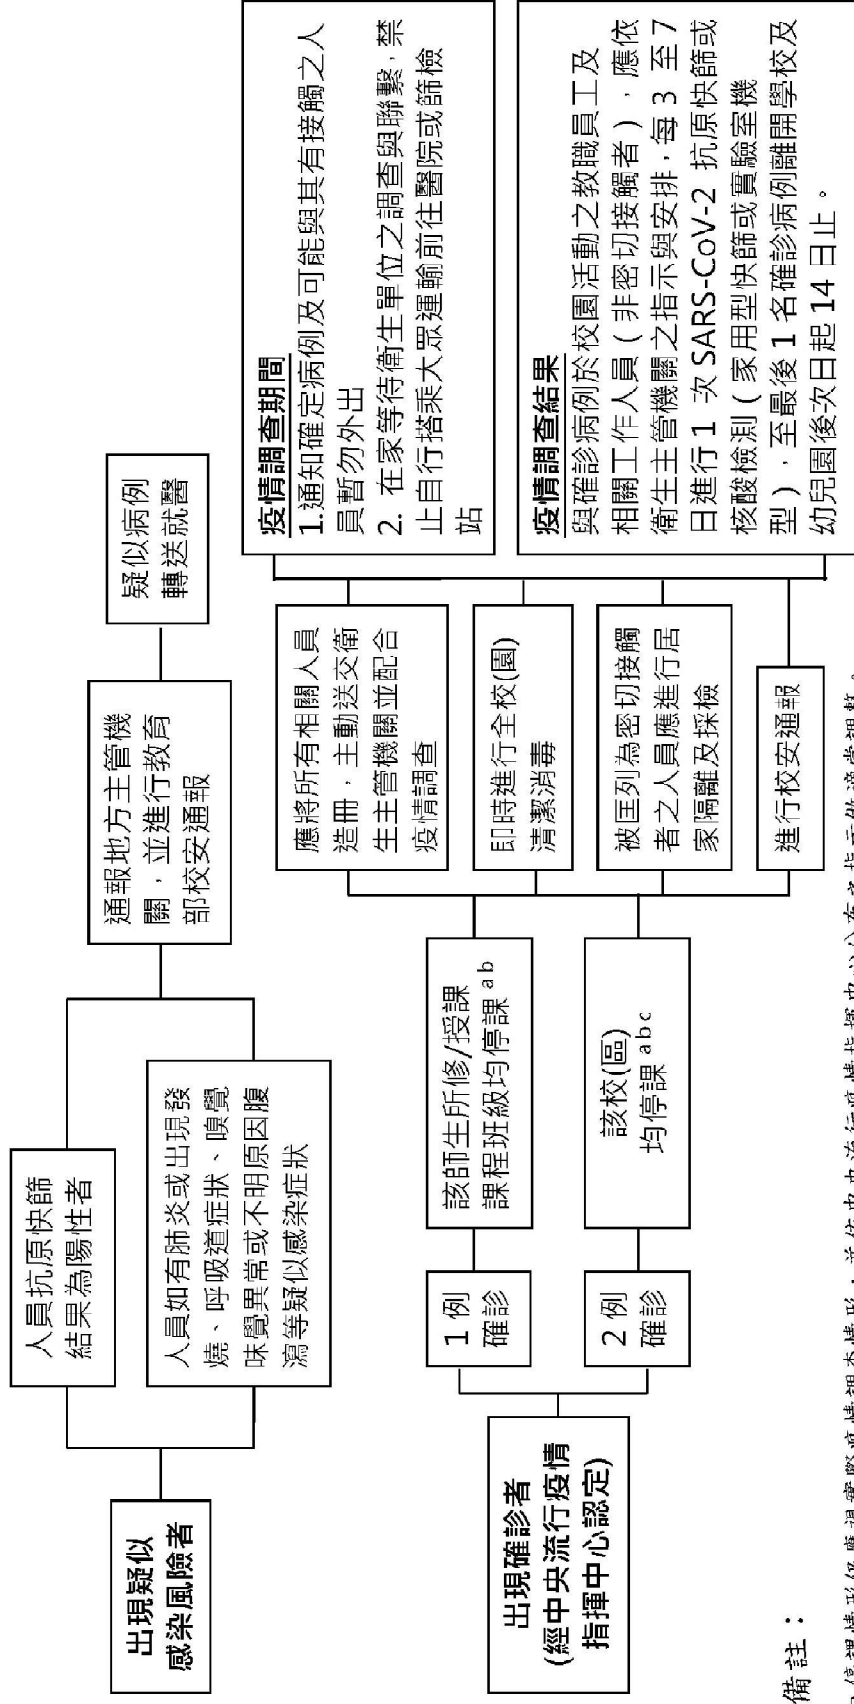 出現疑似
感染風險者
人員抗原快篩
結果為陽性者
人員如有肺炎或出現發
燒、呼吸道症狀、嗅覺
味覺異常或不明原因腹
瀉等疑似感染症狀
通報地方主管機
關，並進行教育
部校安通報
疑似病例
轉送就醫
出現確診者
(經中央流行疫情
指揮中心認定)
1 例
確診
2 例
確診
該師生所修/授課
課程班級均停課 a b
該校(區)
均停課 abc
應將所有相關人員
造冊，主動送交衛
生主管機關並配合
疫情調查
即時進行全校(園)
清潔消毒
被匡列為密切接觸
者之人員應進行居
家隔離及採檢
進行校安通報
疫情調查期間
1.通知確定病例及可能與其有接觸之人
員暫勿外出
2. 在家等待衛生單位之調查與聯繫，禁
止自行搭乘大眾運輸前往醫院或篩檢
站
疫情調查結果
與確診病例於校園活動之教職員工及
相關工作人員（非密切接觸者），應依
衛生主管機關之指示與安排，每 3 至 7
日進行 1 次 SARS-CoV-2 抗原快篩或
核酸檢測（家用型快篩或實驗室機
型），至最後 1 名確診病例離開學校及
幼兒園後次日起 14 日止。
備註：